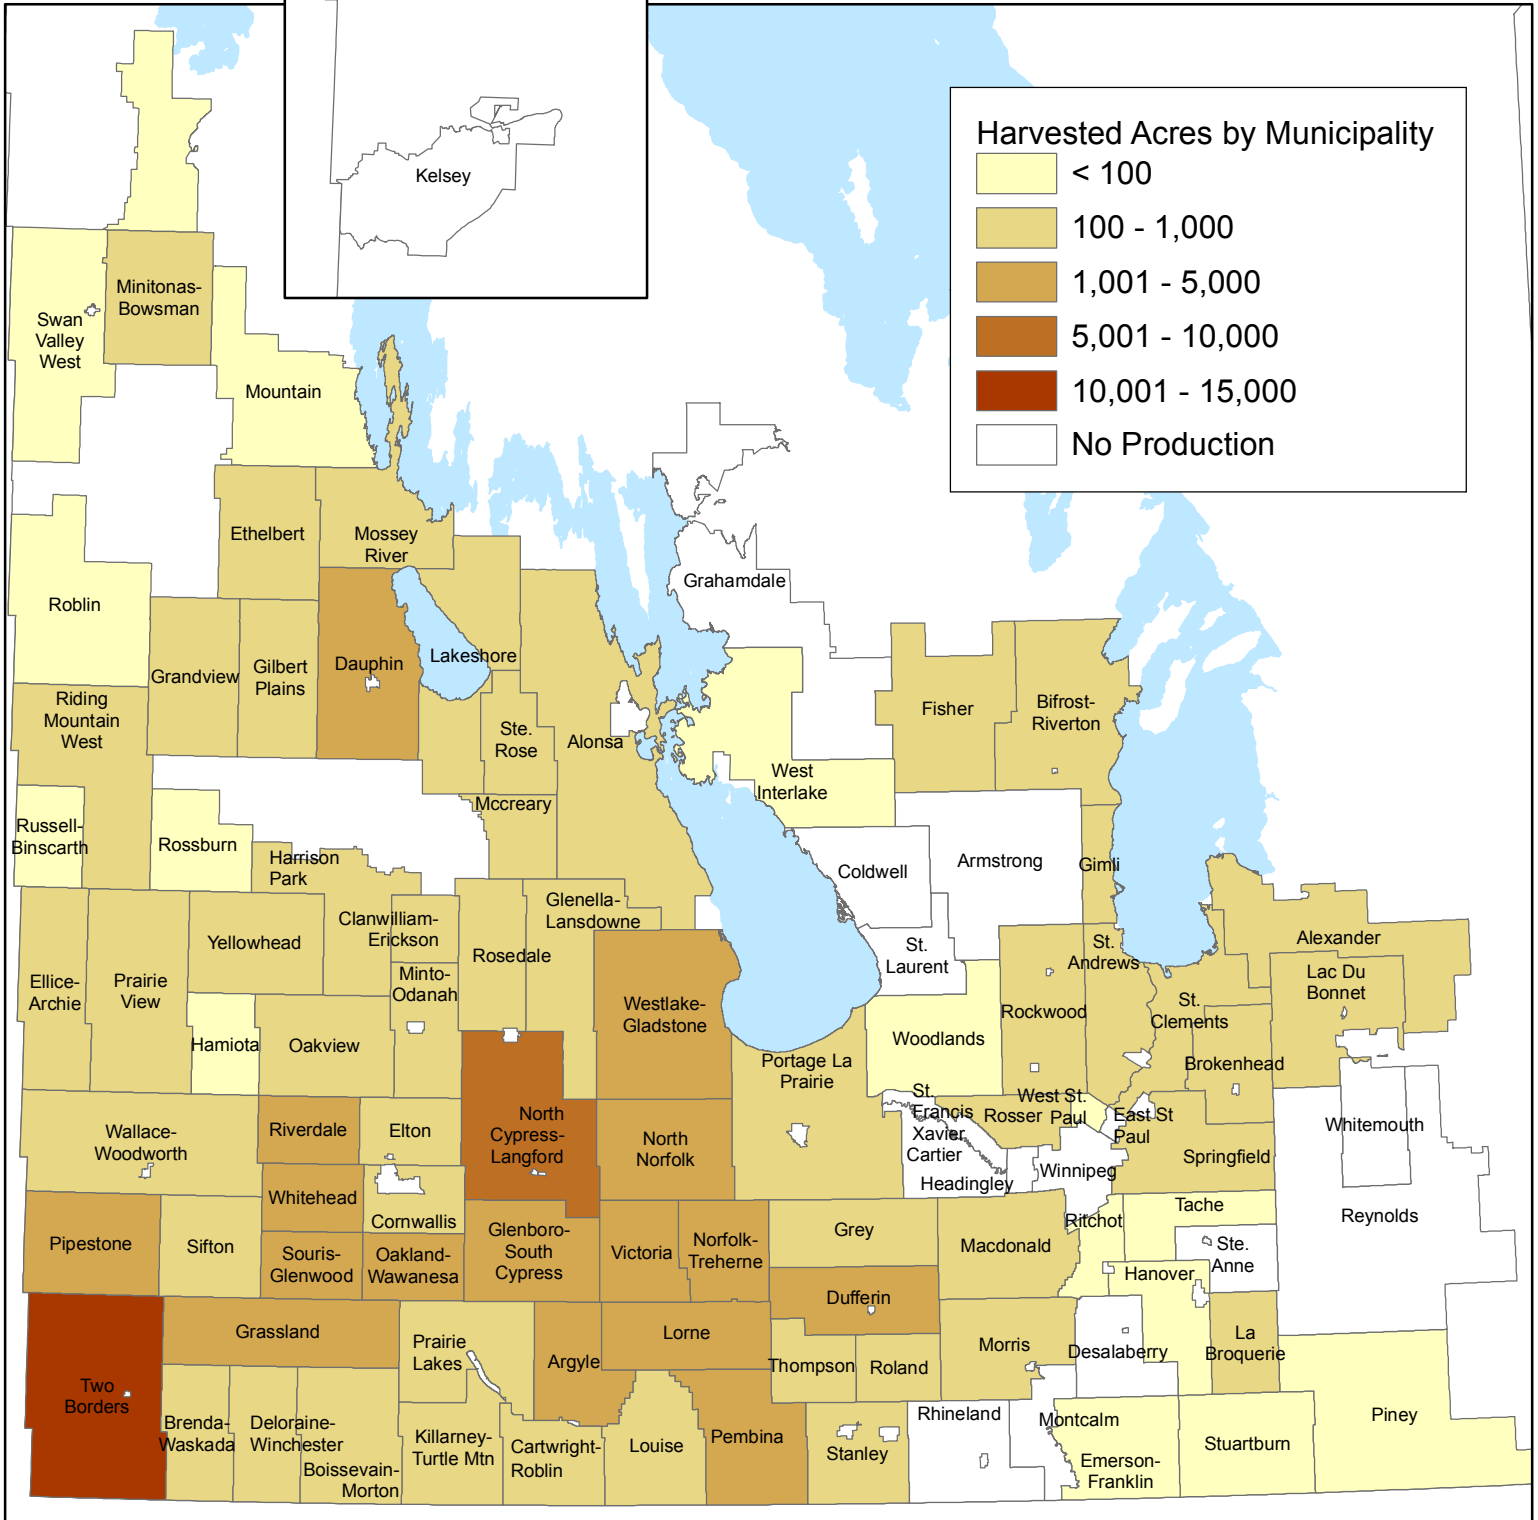 Kelsey
Harvested Acres by Municipality
< 100
100 - 1,000
1,001 - 5,000
5,001 - 10,000
10,001 - 15,000
No Production
Minitonas-
Bowsman
Swan
Valley
West
Mountain
Ethelbert
Mossey
River
Grahamdale
Roblin
Grandview
Gilbert
Plains
Dauphin
Lakeshore
Riding
Mountain
West
Ste.
Rose
Alonsa
Fisher
Bifrost-
Riverton
West
Interlake
Mccreary
Russell-
Binscarth
Rossburn
Harrison
Park
Coldwell
Armstrong
Gimli
Glenella-
Lansdowne
Clanwilliam-
Erickson
Yellowhead
Rosedale
St.
Laurent
St.
Andrews
Alexander
Lac Du
Bonnet
Ellice-
Archie
Prairie
View
Minto-
Odanah
Westlake-
Gladstone
Rockwood
St.
Clements
Hamiota
Oakview
Woodlands
Portage La
Prairie
Brokenhead
St.
Francis
Xavier
Cartier
Headingley
West St.
Paul
Rosser
East St
Paul
Whitemouth
Wallace-
Woodworth
Riverdale
Elton
North
Cypress-
Langford
North
Norfolk
Springfield
Winnipeg
Whitehead
Cornwallis
Tache
Ritchot
Reynolds
Pipestone
Sifton
Souris-
Glenwood
Oakland-
Wawanesa
Glenboro-
South
Cypress
Victoria
Norfolk-
Treherne
Grey
Macdonald
Ste.
Anne
Hanover
Dufferin
Grassland
Prairie
Lakes
Argyle
Lorne
Thompson
Roland
Morris
Desalaberry
La
Broquerie
Two
Borders
Brenda-
Waskada
Deloraine-
Winchester
Boissevain-
Morton
Killarney-
Turtle Mtn
Cartwright-
Roblin
Louise
Pembina
Stanley
Rhineland
Montcalm
Emerson-
Franklin
Stuartburn
Piney